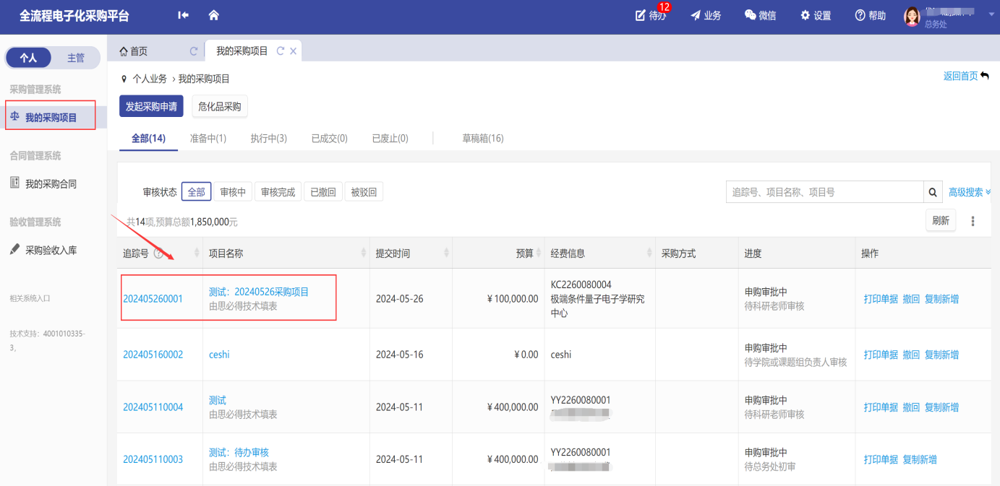 全流程电子化采购平台
12
待办
业务
微信
设置
帮助
总务处
个人
主管
首页
我的采购项目
采购管理系统
我的采购项目
合同管理系统
我的采购合同
验收管理系统
采购验收入库
相关系统入口
技术支持：4001010335-
3,
个人业务 › 我的采购项目
返回首页
发起采购申请
危化品采购
全部(14)
准备中(1)
执行中(3)
已成交(0)
已废止(0)
草稿箱(16)
审核状态
全部
审核中
审核完成
已撤回
被驳回
追踪号、项目名称、项目号
高级搜索
共14项,预算总额1,850,000元
刷新
追踪号
项目名称
提交时间
预算
经费信息
采购方式
进度
操作
202405260001
测试：20240526采购项目
由思必得技术填表
2024-05-26
￥100,000.00
KC2260080004
极端条件量子电子学研究
中心
申购审批中
待科研老师审核
打印单据 撤回 复制新增
202405160002
ceshi
2024-05-16
￥0.00
ceshi
申购审批中
待学院或课题组负责人审核
打印单据 撤回 复制新增
202405110004
测试
由思必得技术填表
2024-05-11
￥400,000.00
YY2260080001
申购审批中
待科研老师审核
打印单据 撤回 复制新增
202405110003
测试：待办审核
由思必得技术填表
2024-05-11
￥400,000.00
YY2260080001
申购审批中
待总务处初审
打印单据 复制新增